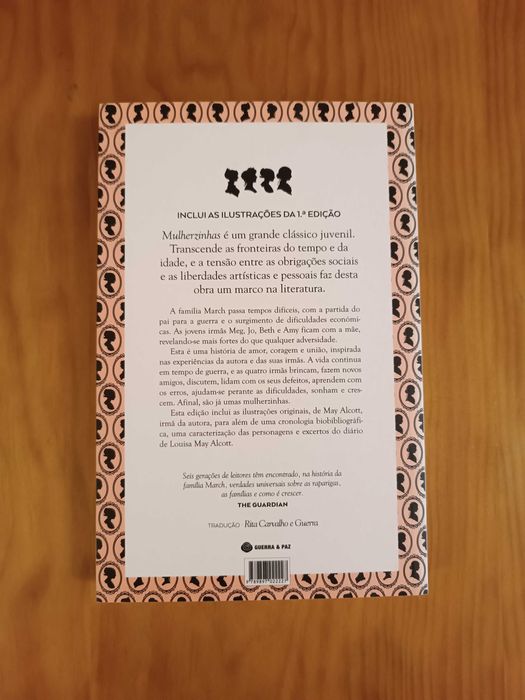 INCLUI AS ILUSTRAÇÕES DA 1.ª EDIÇÃO
Mulherzinhas é um grande clássico juvenil.
Transcende as fronteiras do tempo e da
idade, e a tensão entre as obrigações sociais
e as liberdades artísticas e pessoais faz desta
obra um marco na literatura.
A família March passa tempos difíceis, com a partida do
pai para a guerra e o surgimento de dificuldades económi-
cas. As jovens irmãs Meg, Jo, Beth e Amy ficam com a mãe,
revelando-se mais fortes do que qualquer adversidade.
Esta é uma história de amor, coragem e união, inspirada
nas experiências da autora e das suas irmãs. A vida continua
em tempo de guerra, e as quatro irmãs brincam, fazem novos
amigos, discutem, lidam com os seus defeitos, aprendem com
os erros, ajudam-se perante as dificuldades, sonham e cres-
cem. Afinal, são já umas mulherzinhas.
Esta edição inclui as ilustrações originais, de May Alcott,
irmã da autora, para além de uma cronologia biobibliográfi-
ca, uma caracterização das personagens e excertos do diário
de Louisa May Alcott.
Seis gerações de leitores têm encontrado, na história da
família March, verdades universais sobre as raparigas,
as famílias e como é crescer.
THE GUARDIAN
TRADUÇÃO Rita Carvalho e Guerra
GUERRA & PAZ